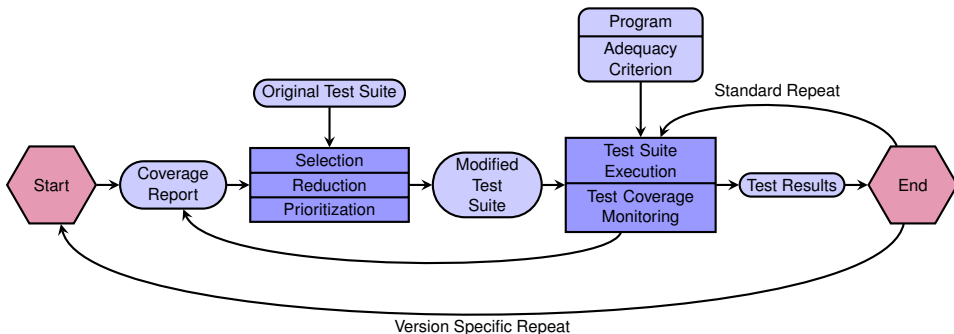 Program
Adequacy
Criterion
Original Test Suite
Standard Repeat
Start
Coverage
Report
Selection
Reduction
Prioritization
Modified
Test
Suite
Test Suite
Execution
Test Coverage
Monitoring
Test Results
End
Version Specific Repeat